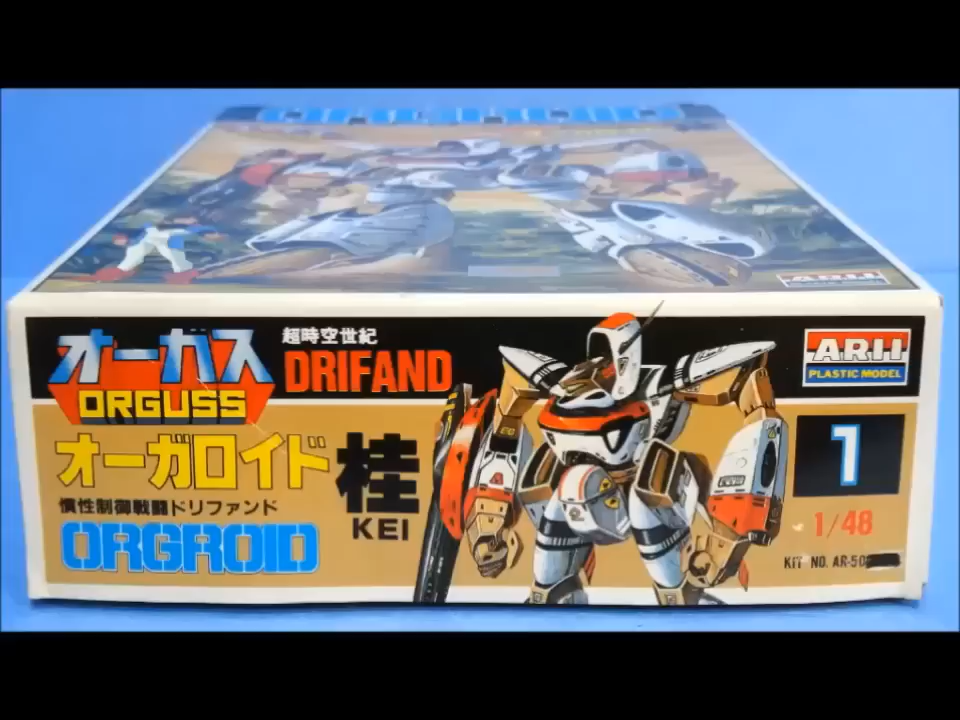 ARII
オーガス
ORGUSS
超時空世紀
DRIFAND
ARII
PLASTIC MODEL
オーガロイド
桂
KEI
慣性制御戦闘ドリファンド
ORGROID
1
1/48
KIT NO. AR-50